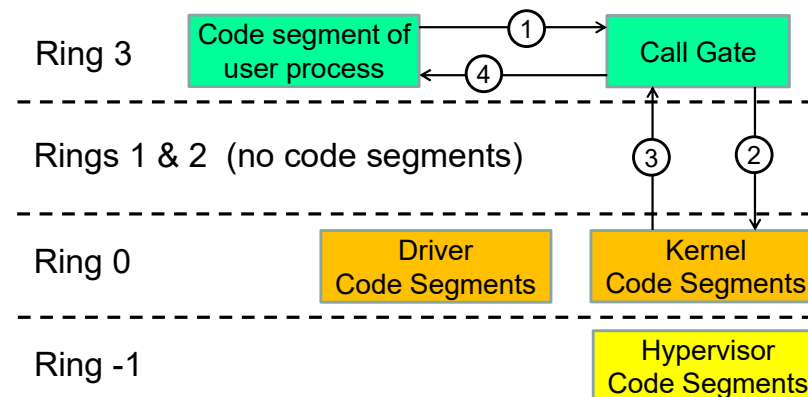 Ring 3
Code segment of
user process
1
4
Call Gate
Rings 1 & 2 (no code segments)
3
2
Ring 0
Driver
Code Segments
Kernel
Code Segments
Ring -1
Hypervisor
Code Segments